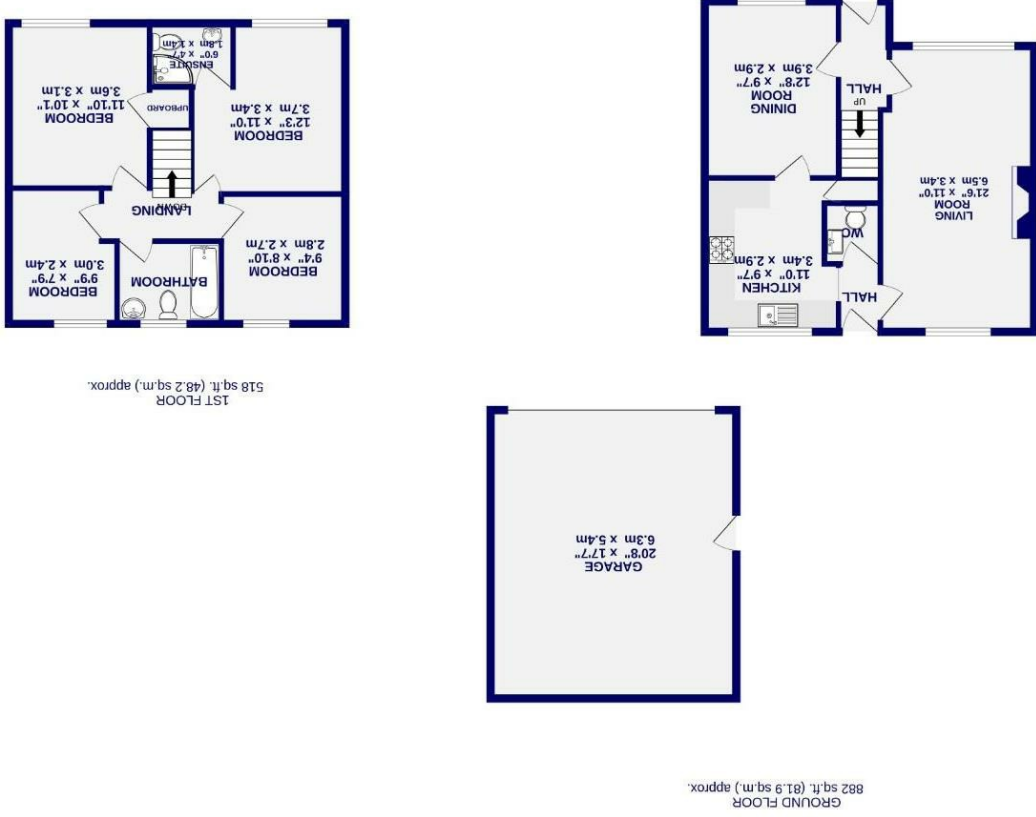 GROUND FLOOR
882 sq.ft. (81.9 sq.m.) approx.
GARAGE
20'8" x 17'7"
6.3m x 5.4m
1ST FLOOR
518 sq.ft. (48.2 sq.m.) approx.
HALL
KITCHEN
11'0" x 9'7"
3.4m x 2.9m
WC
LIVING
ROOM
21'6" x 11'0"
6.5m x 3.4m
UP
HALL
DINING
ROOM
12'8" x 9'7"
3.9m x 2.9m
BEDROOM
9'4" x 8'10"
2.8m x 2.7m
BATHROOM
BEDROOM
9'9" x 7'9"
3.0m x 2.4m
LANDING
DOWN
BEDROOM
12'3" x 11'0"
3.7m x 3.4m
UPBOARD
BEDROOM
11'10" x 10'1"
3.6m x 3.1m
ENSUITE
6'0" x 4'7"
1.8m x 1.4m